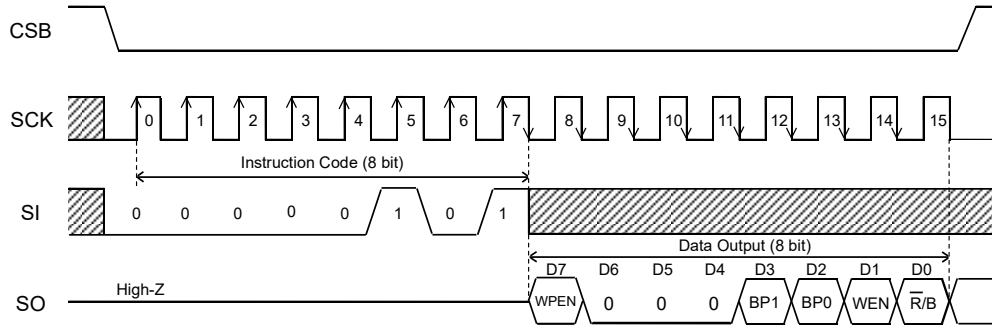 CSB
SCK 0 1 2 3 4 5 6 7 8 9 10 11 12 13 14 15
Instruction Code (8 bit)
SI 0 0 0 0 0 1 0 1
Data Output (8 bit)
D7 D6 D5 D4 D3 D2 D1 D0
SO High-Z WPEN 0 0 0 BP1 BP0 WEN R̅/B